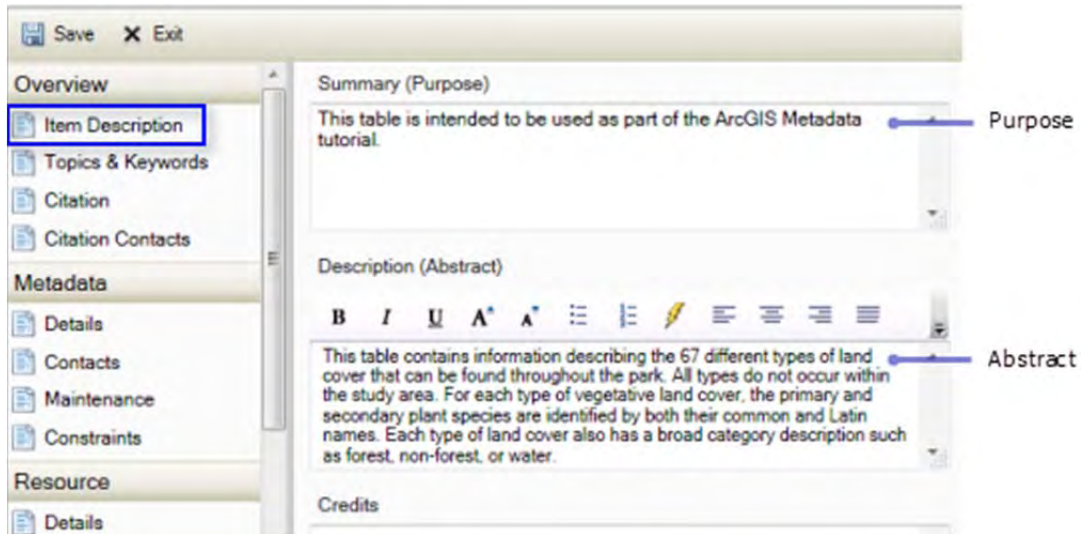 Save X Exit
Overview
Item Description
Topics & Keywords
Citation
Citation Contacts
Metadata
Details
Contacts
Maintenance
Constraints
Resource
Details
Summary (Purpose)
This table is intended to be used as part of the ArcGIS Metadata
tutorial.
Purpose
Description (Abstract)
B I U A A
This table contains information describing the 67 different types of land
cover that can be found throughout the park. All types do not occur within
the study area. For each type of vegetative land cover, the primary and
secondary plant species are identified by both their common and Latin
names. Each type of land cover also has a broad category description such
as forest, non-forest, or water.
Abstract
Credits